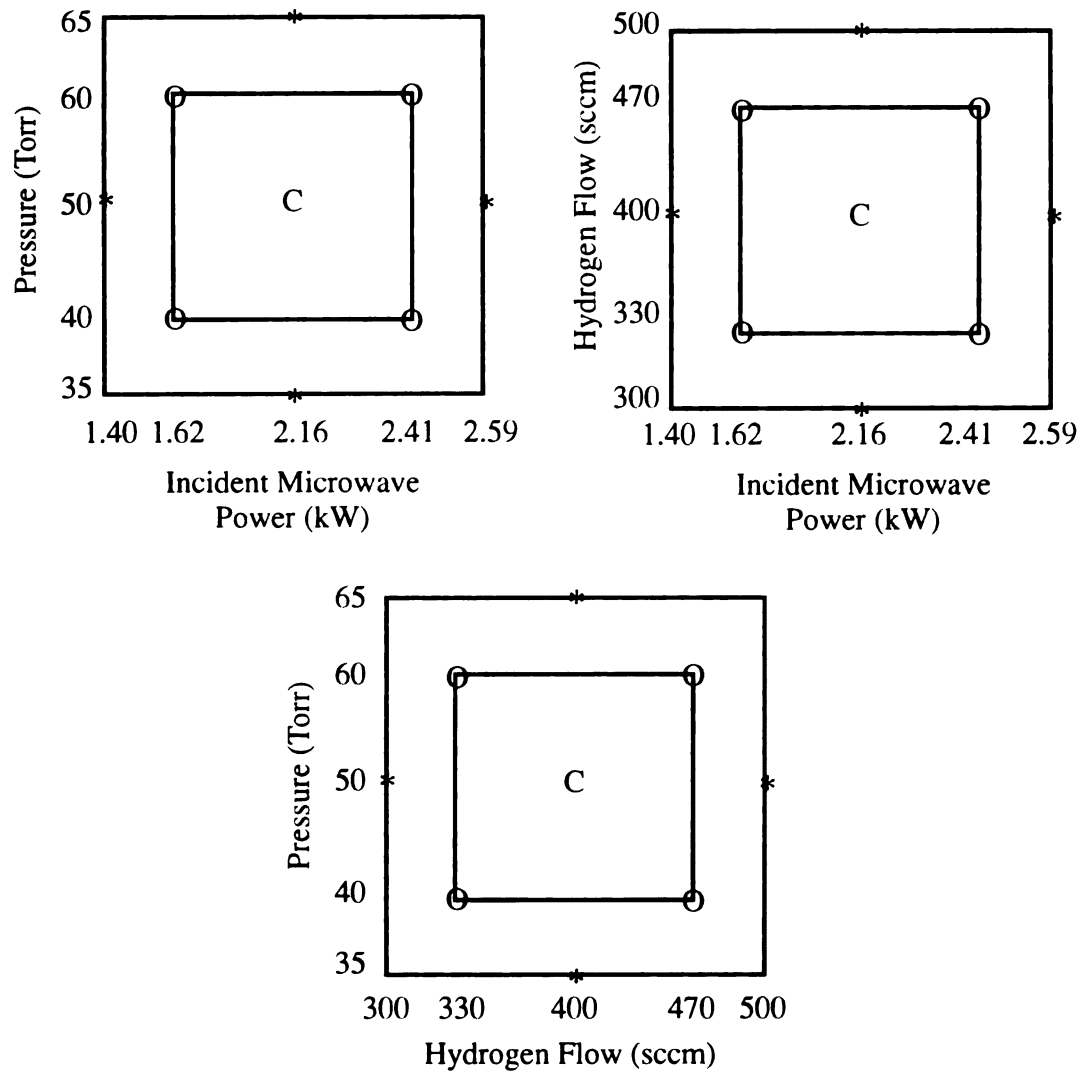 65
60
50
40
35
Pressure (Torr)
C
1.40 1.62 2.16 2.41 2.59
Incident Microwave
Power (kW)
500
470
400
330
300
Hydrogen Flow (sccm)
C
1.40 1.62 2.16 2.41 2.59
Incident Microwave
Power (kW)
65
60
50
40
35
Pressure (Torr)
C
300 330 400 470 500
Hydrogen Flow (sccm)